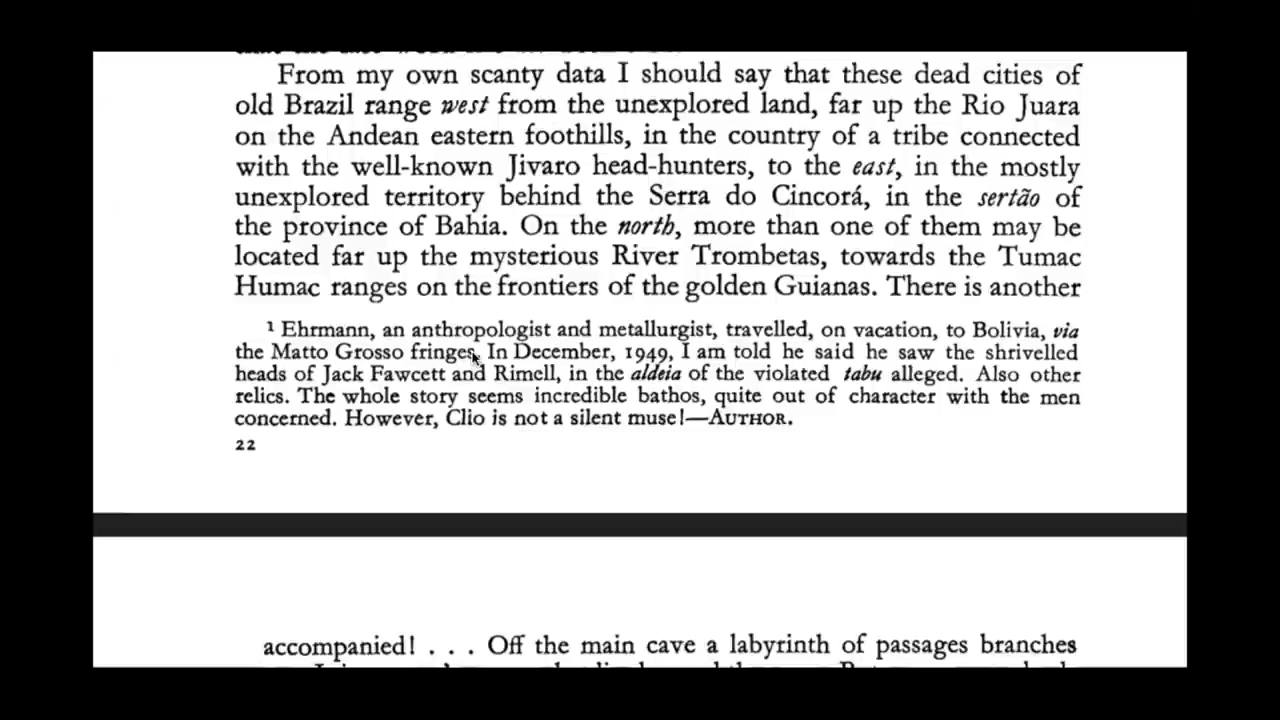 From my own scanty data I should say that these dead cities of
old Brazil range west from the unexplored land, far up the Rio Juara
on the Andean eastern foothills, in the country of a tribe connected
with the well-known Jivaro head-hunters, to the east, in the mostly
unexplored territory behind the Serra do Cincorá, in the sertão of
the province of Bahia. On the north, more than one of them may be
located far up the mysterious River Trombetas, towards the Tumac
Humac ranges on the frontiers of the golden Guianas. There is another
¹ Ehrmann, an anthropologist and metallurgist, travelled, on vacation, to Bolivia, via
the Matto Grosso fringes. In December, 1949, I am told he said he saw the shrivelled
heads of Jack Fawcett and Rimell, in the aldeia of the violated tabu alleged. Also other
relics. The whole story seems incredible bathos, quite out of character with the men
concerned. However, Clio is not a silent muse!—AUTHOR.
22
accompanied! . . . Off the main cave a labyrinth of passages branches